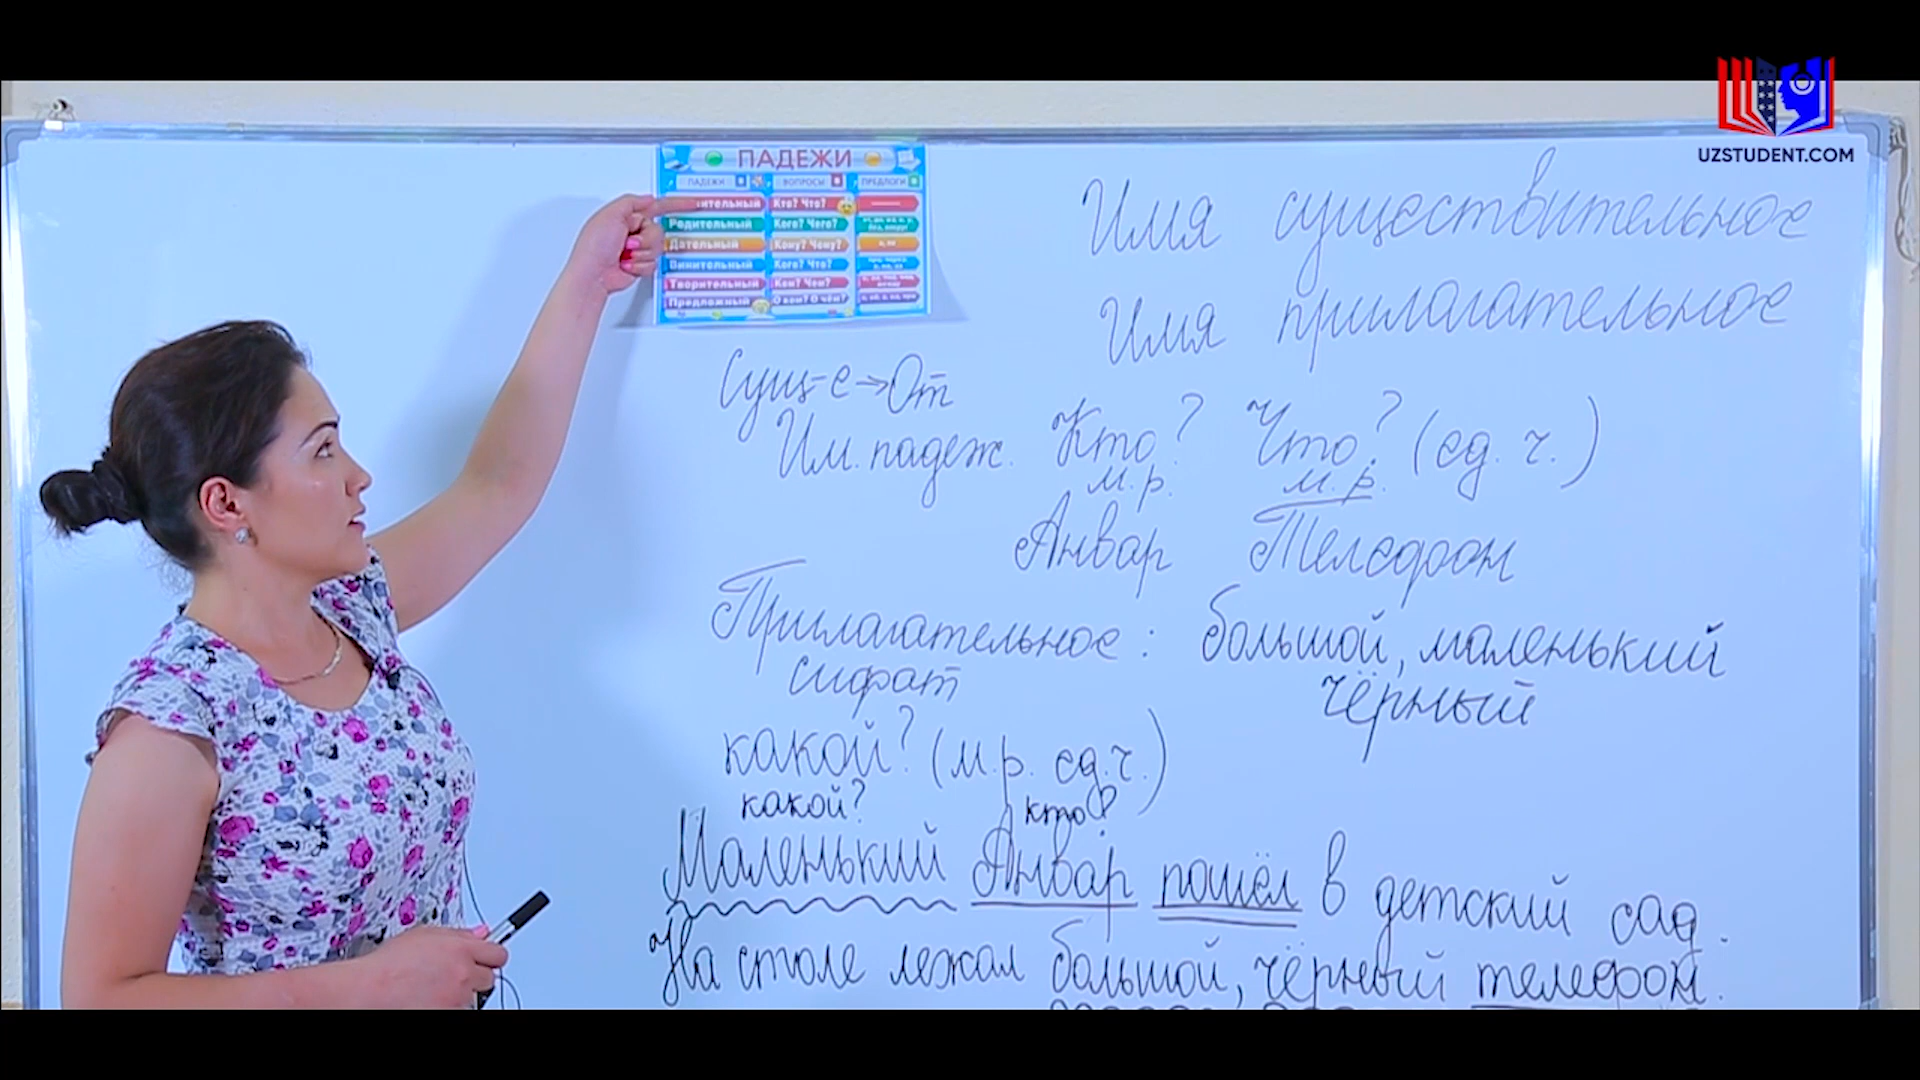 UZSTUDENT.COM
ПАДЕЖИ
ПАДЕЖИ ВОПРОСЫ ПРЕДЛОГИ
ительный Кто? Что?
Родительный Кого? Чего?
Дательный Кому? Чему?
Винительный Кого? Что?
Творительный Кем? Чем?
Предложный О ком? О чём?
Имя существительное
Имя прилагательное
Сущ-е → От
Им. падеж. Кто? Что? (ед. ч.)
м.р. м.р.
Анвар Телефон
Прилагательное: большой, маленький
сифат чёрный
какой? (м.р. ед.ч.)
какой? кто?
Маленький Анвар пошёл в детский сад.
На столе лежал большой, чёрный телефон.